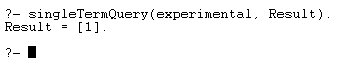 ?- singleTermQuery(experimental, Result).
Result = [1].
?-